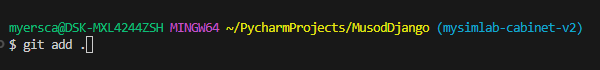 myersca@DSK-MXL4244ZSH MINGW64 ~/PycharmProjects/MusodDjango (mysimlab-cabinet-v2)
$ git add .